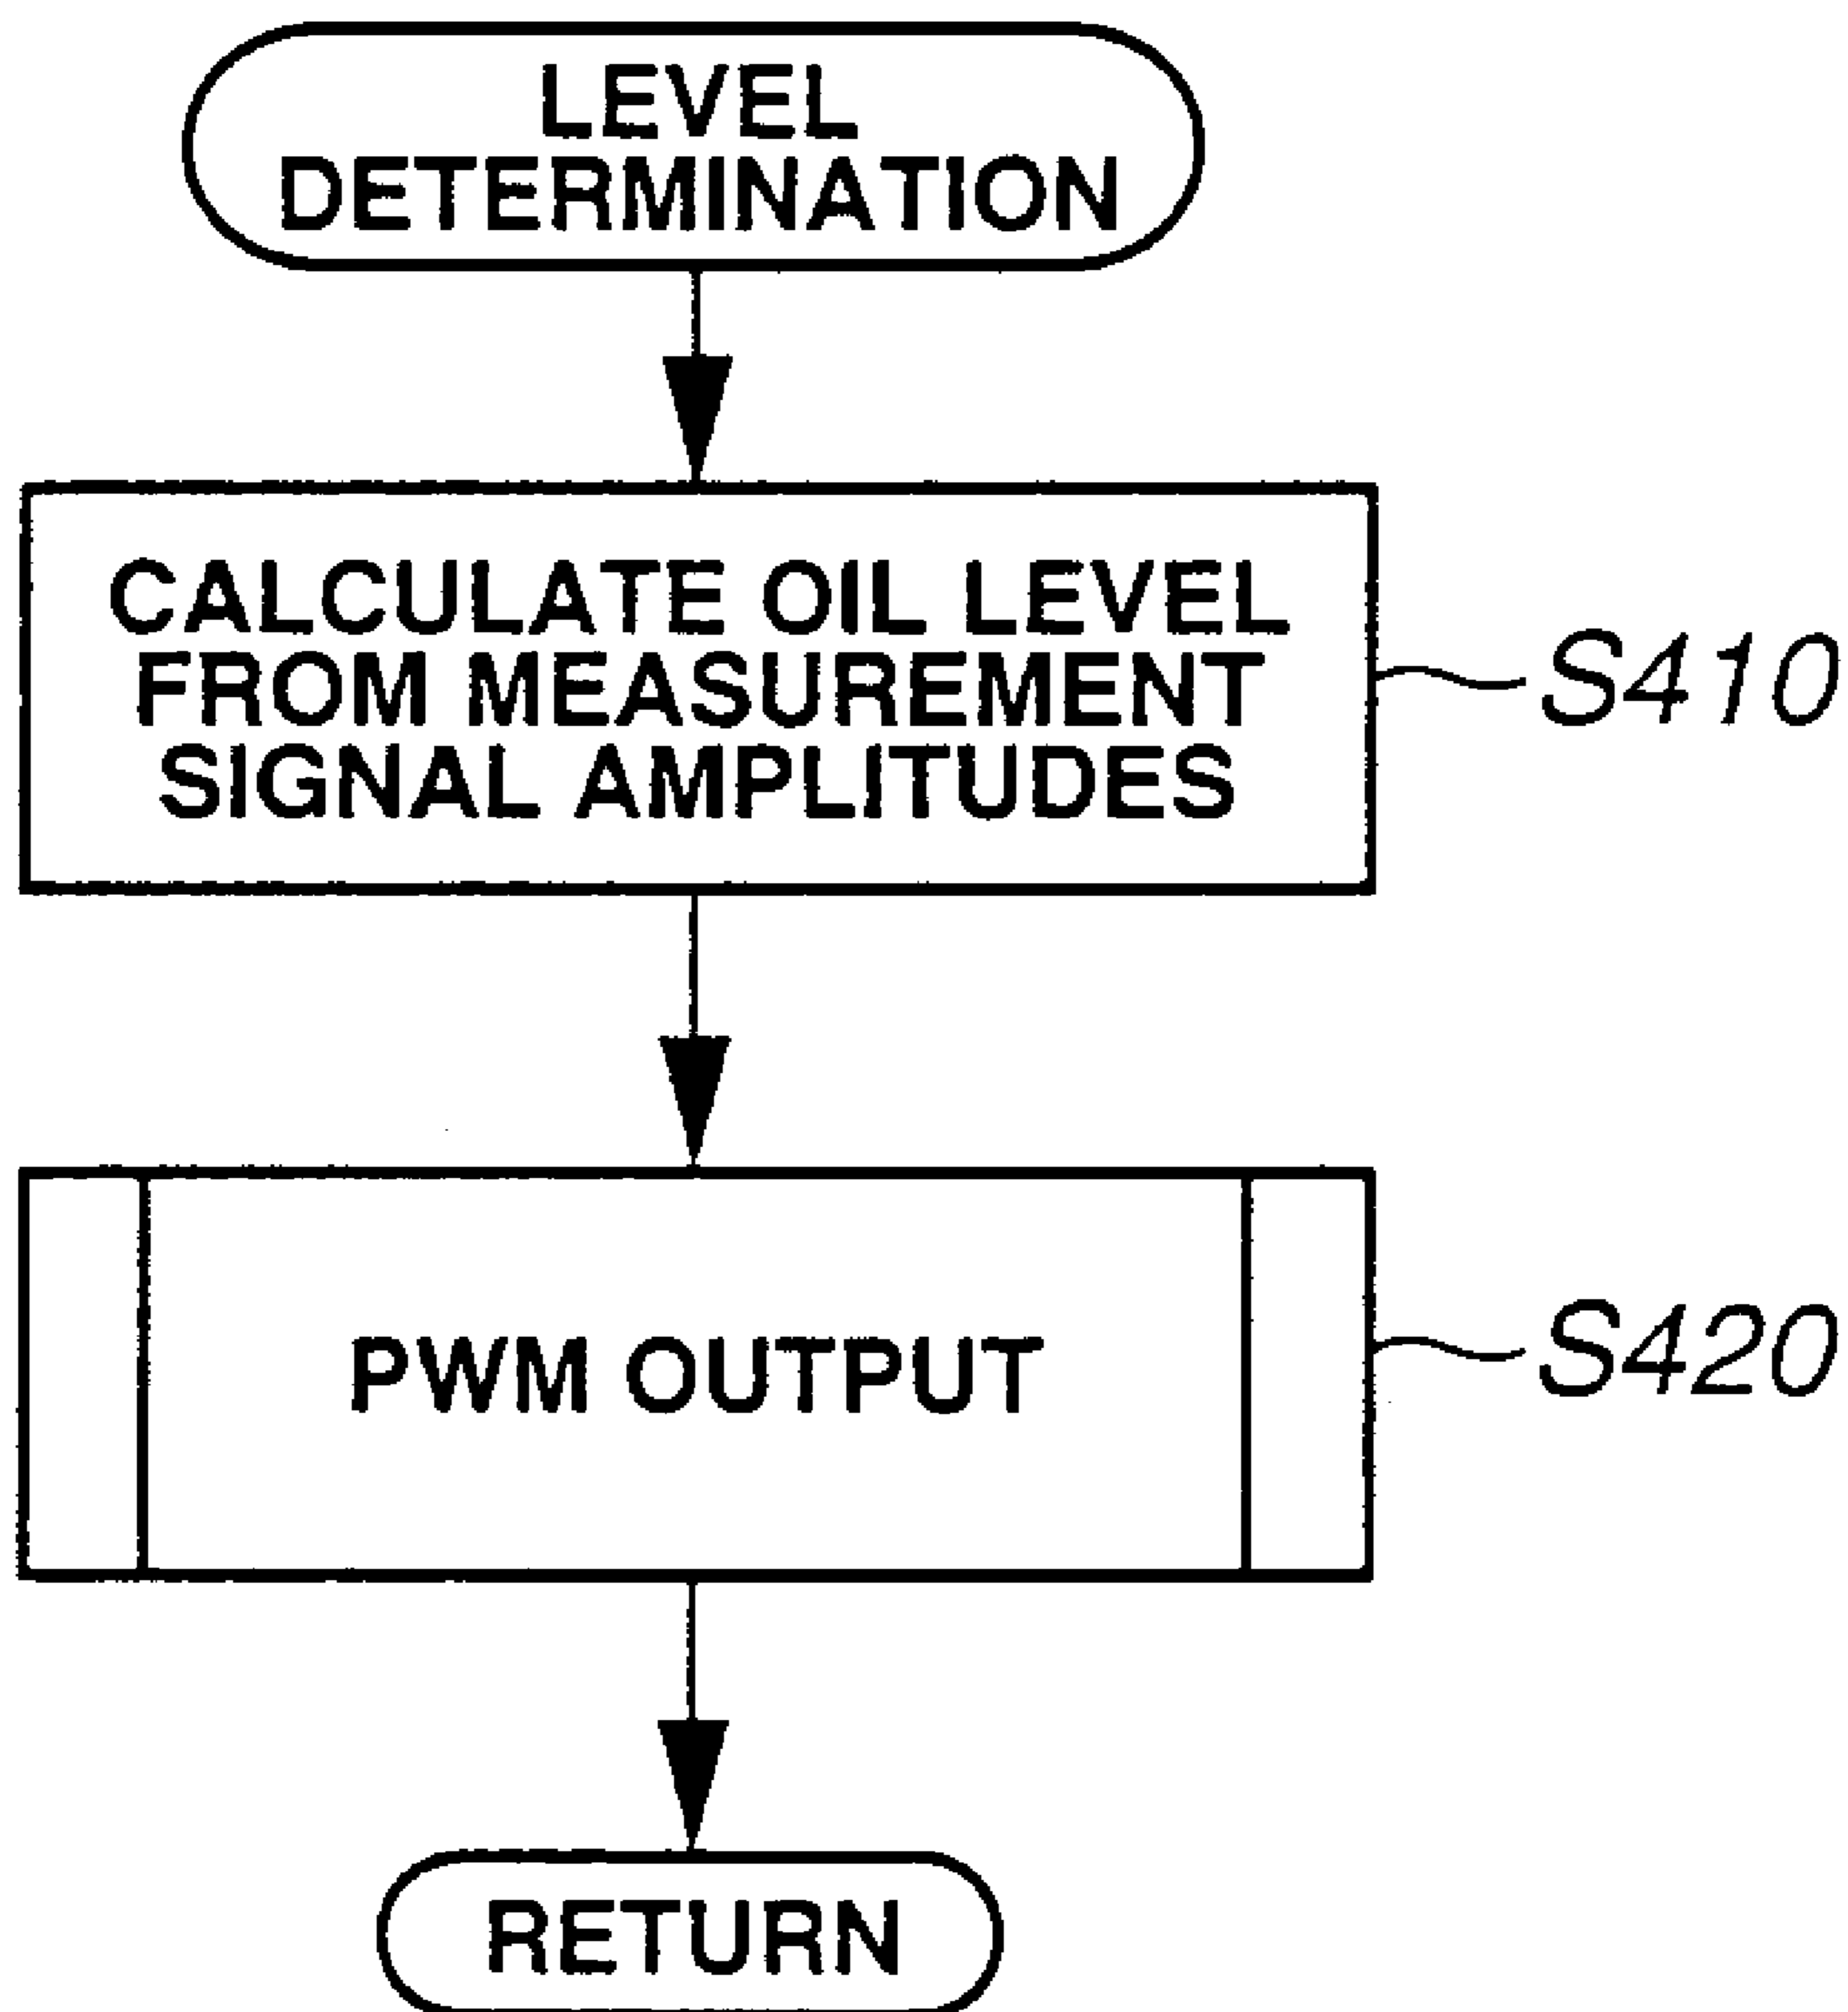 LEVEL
DETERMINATION
CALCULATE OIL LEVEL
FROM MEASUREMENT
SIGNAL AMPLITUDES
S410
PWM OUTPUT
S420
RETURN